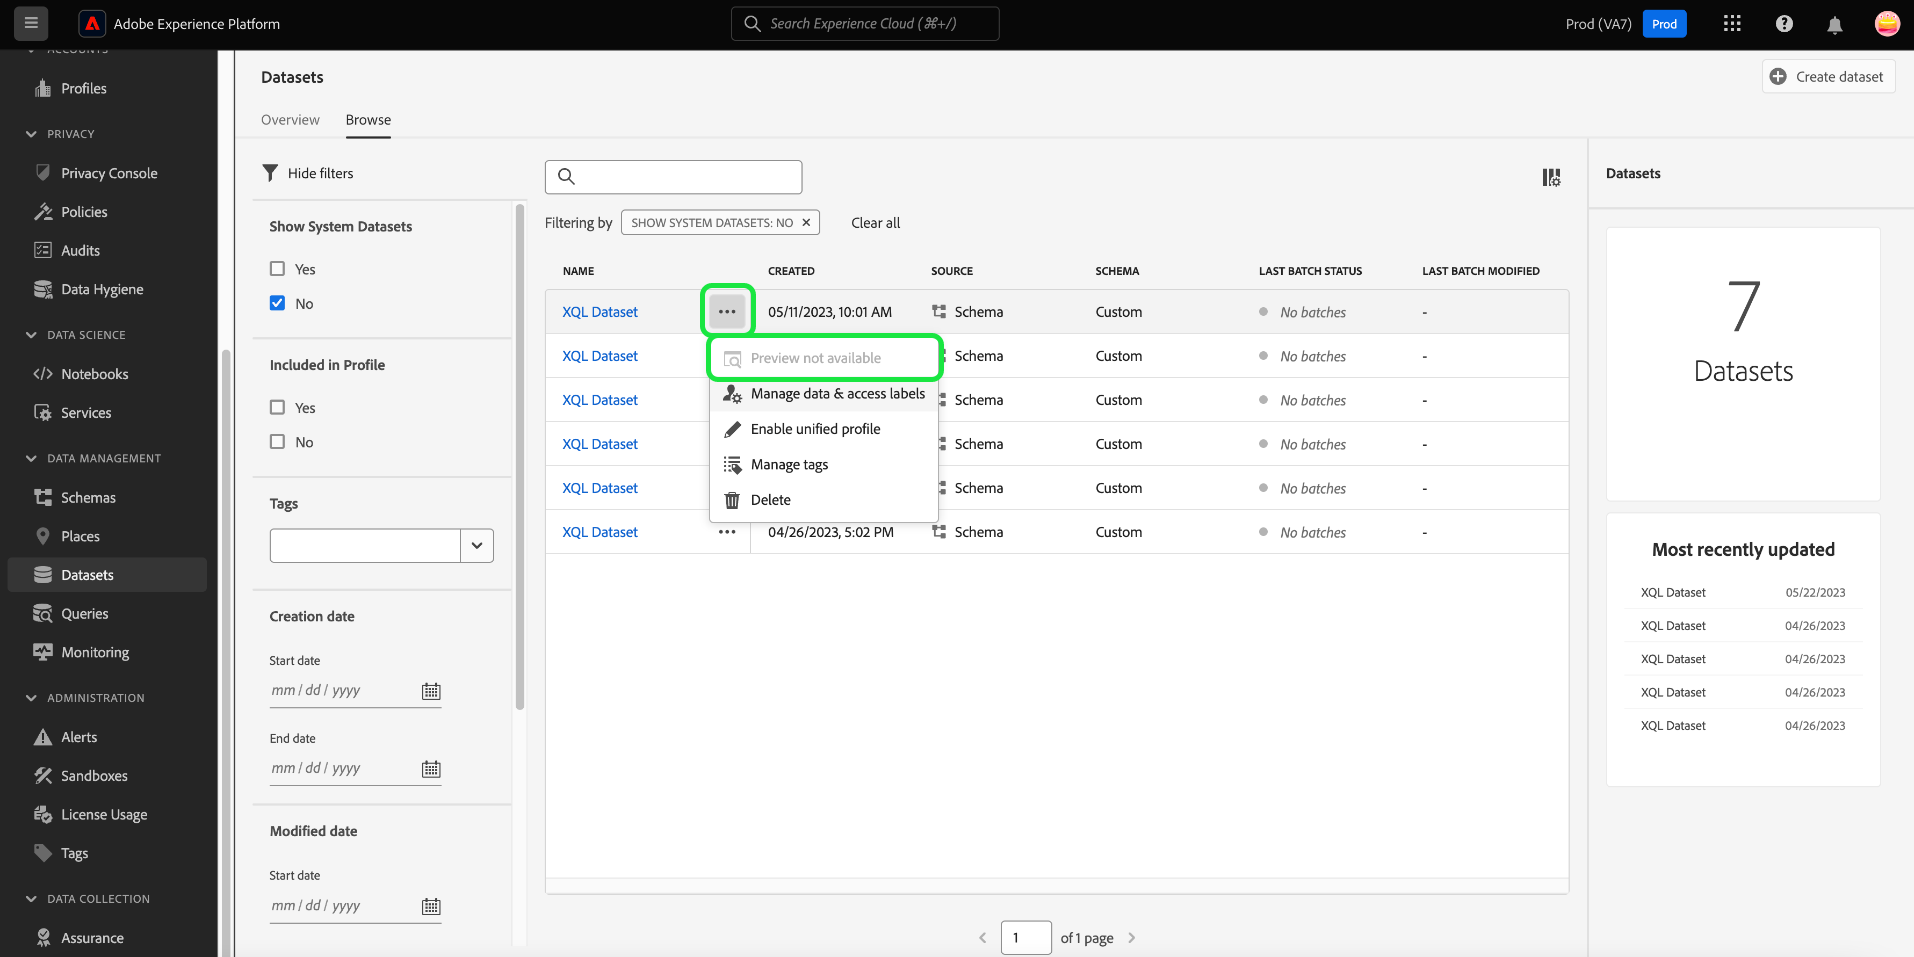 Adobe Experience Platform
Search Experience Cloud (⌘+/)
Prod (VA7)
Prod
ACCOUNTS
Profiles
PRIVACY
Privacy Console
Policies
Audits
Data Hygiene
DATA SCIENCE
Notebooks
Services
DATA MANAGEMENT
Schemas
Places
Datasets
Queries
Monitoring
ADMINISTRATION
Alerts
Sandboxes
License Usage
Tags
DATA COLLECTION
Assurance
Datasets
Create dataset
Overview Browse
Hide filters
Show System Datasets
Yes
No
Included in Profile
Yes
No
Tags
Creation date
Start date
mm / dd / yyyy
End date
mm / dd / yyyy
Modified date
Start date
mm / dd / yyyy
Filtering by SHOW SYSTEM DATASETS: NO Clear all
NAME CREATED SOURCE SCHEMA LAST BATCH STATUS LAST BATCH MODIFIED
XQL Dataset 05/11/2023, 10:01 AM Schema Custom No batches -
XQL Dataset Schema Custom No batches -
XQL Dataset Schema Custom No batches -
XQL Dataset Schema Custom No batches -
XQL Dataset Schema Custom No batches -
XQL Dataset 04/26/2023, 5:02 PM Schema Custom No batches -
Preview not available
Manage data & access labels
Enable unified profile
Manage tags
Delete
1 of 1 page
Datasets
7
Datasets
Most recently updated
XQL Dataset 05/22/2023
XQL Dataset 04/26/2023
XQL Dataset 04/26/2023
XQL Dataset 04/26/2023
XQL Dataset 04/26/2023